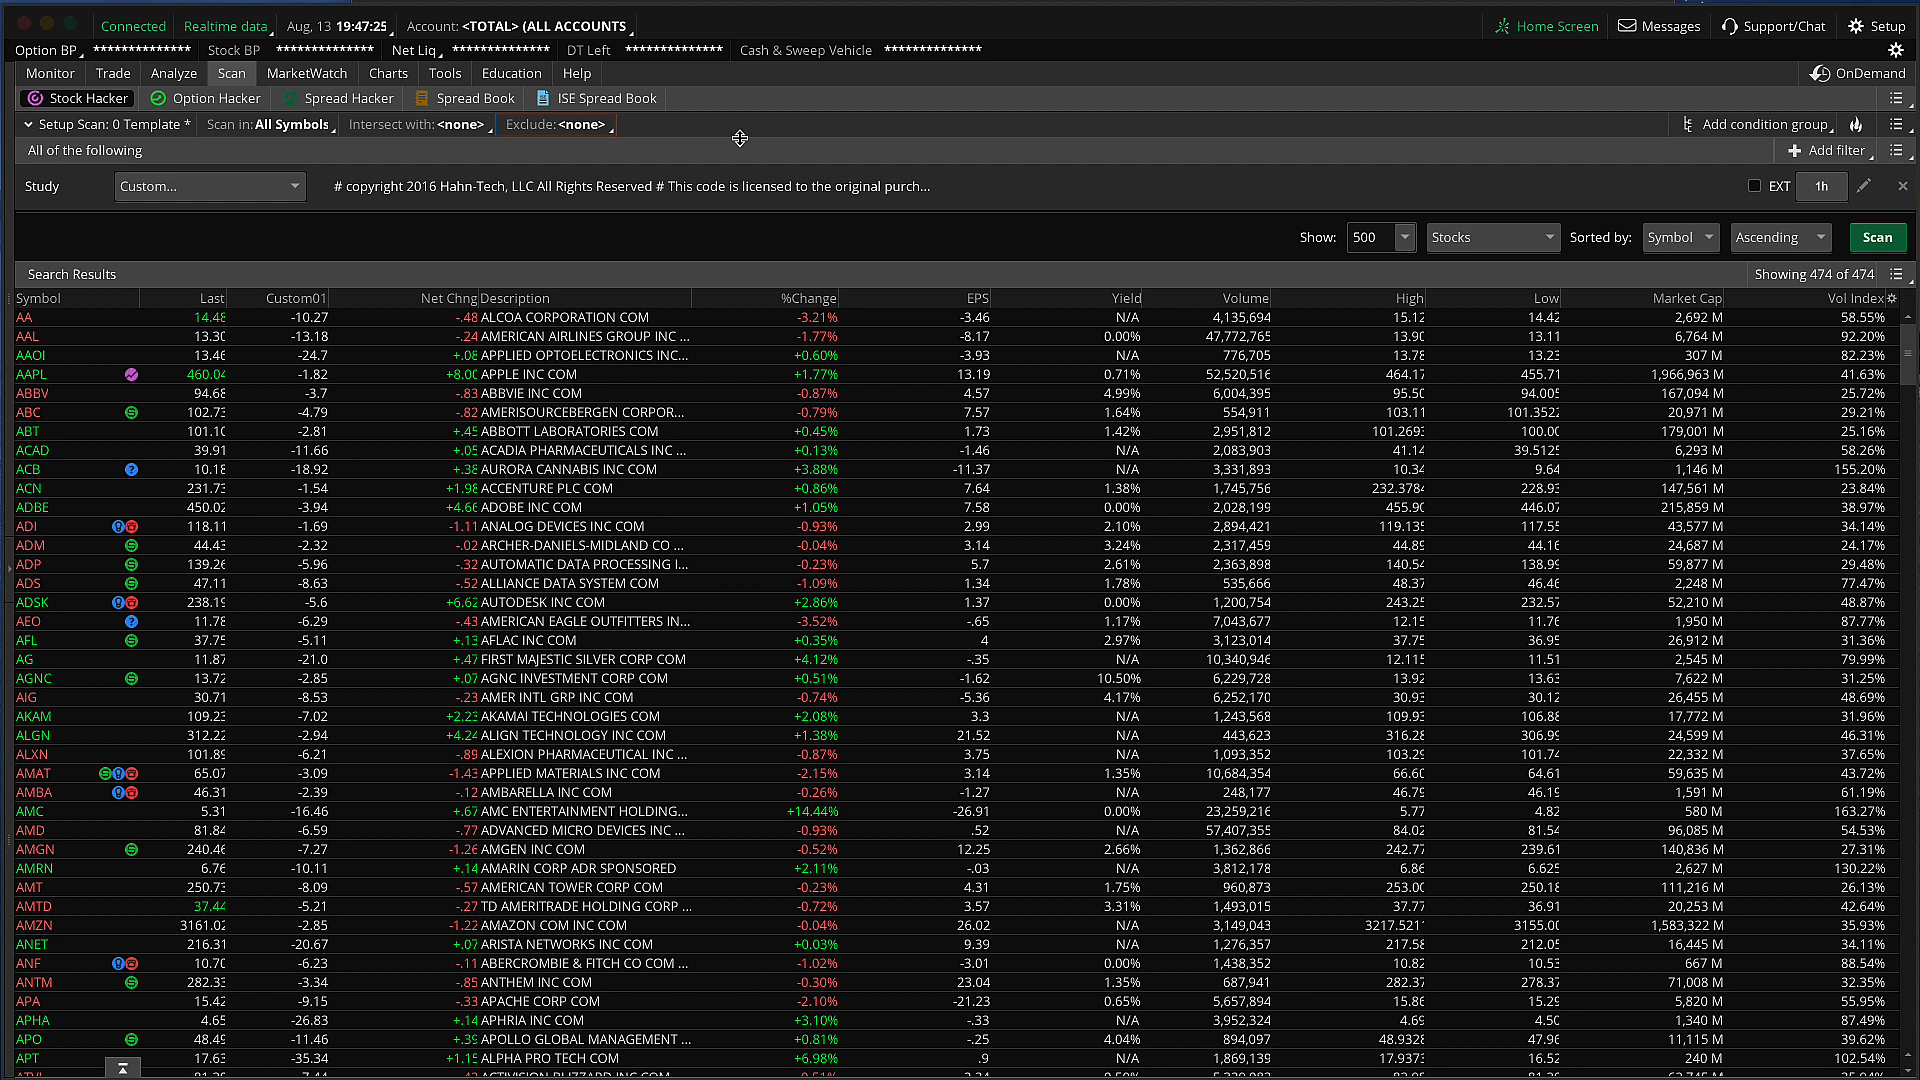 Connected Realtime data Aug, 13 19:47:25 Account: <TOTAL> (ALL ACCOUNTS Home Screen Messages Support/Chat Setup
Option BP ************** Stock BP ************** Net Liq ************** DT Left ************** Cash & Sweep Vehicle **************
Monitor Trade Analyze Scan MarketWatch Charts Tools Education Help OnDemand
Stock Hacker Option Hacker Spread Hacker Spread Book ISE Spread Book
Setup Scan: 0 Template * Scan in: All Symbols Intersect with: <none> Exclude: <none> Add condition group
All of the following Add filter
Study Custom... # copyright 2016 Hahn-Tech, LLC All Rights Reserved # This code is licensed to the original purch... EXT 1h
Show: 500 Stocks Sorted by: Symbol Ascending Scan
Search Results Showing 474 of 474
Symbol Last Custom01 Net Chng Description %Change EPS Yield Volume High Low Market Cap Vol Index
AA 14.48 -10.27 -.48 ALCOA CORPORATION COM -3.21% -3.46 N/A 4,135,694 15.12 14.42 2,692 M 58.55%
AAL 13.30 -13.18 -.24 AMERICAN AIRLINES GROUP INC ... -1.77% -8.17 0.00% 47,772,765 13.90 13.11 6,764 M 92.20%
AAOI 13.46 -24.7 +.08 APPLIED OPTOELECTRONICS INC... +0.60% -3.93 N/A 776,705 13.78 13.23 307 M 82.23%
AAPL 460.04 -1.82 +8.00 APPLE INC COM +1.77% 13.19 0.71% 52,520,516 464.17 455.71 1,966,963 M 41.63%
ABBV 94.68 -3.7 -.83 ABBVIE INC COM -0.87% 4.57 4.99% 6,004,395 95.50 94.005 167,094 M 25.72%
ABC 102.73 -4.79 -.82 AMERISOURCEBERGEN CORPOR... -0.79% 7.57 1.64% 554,911 103.11 101.3522 20,971 M 29.21%
ABT 101.10 -2.81 +.45 ABBOTT LABORATORIES COM +0.45% 1.73 1.42% 2,951,812 101.2693 100.00 179,001 M 25.16%
ACAD 39.91 -11.66 +.05 ACADIA PHARMACEUTICALS INC ... +0.13% -1.46 N/A 2,083,903 41.14 39.5125 6,293 M 58.26%
ACB 10.18 -18.92 +.38 AURORA CANNABIS INC COM +3.88% -11.37 N/A 3,331,893 10.34 9.64 1,146 M 155.20%
ACN 231.73 -1.54 +1.98 ACCENTURE PLC COM +0.86% 7.64 1.38% 1,745,756 232.3784 228.93 147,561 M 23.84%
ADBE 450.02 -3.94 +4.66 ADOBE INC COM +1.05% 7.58 0.00% 2,028,199 455.90 446.07 215,859 M 38.97%
ADI 118.11 -1.69 -1.11 ANALOG DEVICES INC COM -0.93% 2.99 2.10% 2,894,421 119.135 117.55 43,577 M 34.14%
ADM 44.43 -2.32 -.02 ARCHER-DANIELS-MIDLAND CO ... -0.04% 3.14 3.24% 2,317,459 44.89 44.16 24,687 M 24.17%
ADP 139.26 -5.96 -.32 AUTOMATIC DATA PROCESSING I... -0.23% 5.7 2.61% 2,363,898 140.54 138.99 59,877 M 29.48%
ADS 47.11 -8.63 -.52 ALLIANCE DATA SYSTEM COM -1.09% 1.34 1.78% 535,666 48.37 46.46 2,248 M 77.47%
ADSK 238.19 -5.6 +6.62 AUTODESK INC COM +2.86% 1.37 0.00% 1,200,754 243.25 232.57 52,210 M 48.87%
AEO 11.78 -6.29 -.43 AMERICAN EAGLE OUTFITTERS IN... -3.52% -.65 1.17% 7,043,677 12.15 11.76 1,950 M 87.77%
AFL 37.75 -5.11 +.13 AFLAC INC COM +0.35% 4 2.97% 3,123,014 37.75 36.95 26,912 M 31.36%
AG 11.87 -21.0 +.47 FIRST MAJESTIC SILVER CORP COM +4.12% -.35 N/A 10,340,946 12.115 11.51 2,545 M 79.99%
AGNC 13.72 -2.85 +.07 AGNC INVESTMENT CORP COM +0.51% -1.62 10.50% 6,229,728 13.92 13.63 7,622 M 31.25%
AIG 30.71 -8.53 -.23 AMER INTL GRP INC COM -0.74% -5.36 4.17% 6,252,170 30.93 30.12 26,455 M 48.69%
AKAM 109.23 -7.02 +2.23 AKAMAI TECHNOLOGIES COM +2.08% 3.3 N/A 1,243,568 109.93 106.88 17,772 M 31.96%
ALGN 312.22 -2.94 +4.24 ALIGN TECHNOLOGY INC COM +1.38% 21.52 N/A 443,623 316.28 306.99 24,599 M 46.31%
ALXN 101.89 -6.21 -.89 ALEXION PHARMACEUTICAL INC ... -0.87% 3.75 N/A 1,093,352 103.29 101.74 22,332 M 37.65%
AMAT 65.07 -3.09 -1.43 APPLIED MATERIALS INC COM -2.15% 3.14 1.35% 10,684,354 66.60 64.61 59,635 M 43.72%
AMBA 46.31 -2.39 -.12 AMBARELLA INC COM -0.26% -1.27 N/A 248,177 46.79 46.19 1,591 M 61.19%
AMC 5.31 -16.46 +.67 AMC ENTERTAINMENT HOLDING... +14.44% -26.91 0.00% 23,259,216 5.77 4.82 580 M 163.27%
AMD 81.84 -6.59 -.77 ADVANCED MICRO DEVICES INC ... -0.93% .52 N/A 57,407,355 84.02 81.54 96,085 M 54.53%
AMGN 240.46 -7.27 -1.26 AMGEN INC COM -0.52% 12.25 2.66% 1,362,866 242.77 239.61 140,836 M 27.31%
AMRN 6.76 -10.11 +.14 AMARIN CORP ADR SPONSORED +2.11% -.03 N/A 3,812,178 6.86 6.625 2,627 M 130.22%
AMT 250.73 -8.09 -.57 AMERICAN TOWER CORP COM -0.23% 4.31 1.75% 960,873 253.00 250.18 111,216 M 26.13%
AMTD 37.44 -5.21 -.27 TD AMERITRADE HOLDING CORP ... -0.72% 3.57 3.31% 1,493,015 37.77 36.91 20,253 M 42.64%
AMZN 3161.02 -2.85 -1.22 AMAZON COM INC COM -0.04% 26.02 N/A 3,149,043 3217.5211 3155.00 1,583,322 M 35.93%
ANET 216.31 -20.67 +.07 ARISTA NETWORKS INC COM +0.03% 9.39 N/A 1,276,357 217.58 212.05 16,445 M 34.11%
ANF 10.70 -6.23 -.11 ABERCROMBIE & FITCH CO COM ... -1.02% -3.01 0.00% 1,438,352 10.82 10.53 667 M 88.54%
ANTM 282.33 -3.34 -.85 ANTHEM INC COM -0.30% 23.04 1.35% 687,941 282.37 278.37 71,008 M 32.35%
APA 15.42 -9.15 -.33 APACHE CORP COM -2.10% -21.23 0.65% 5,657,894 15.86 15.29 5,820 M 55.95%
APHA 4.65 -26.83 +.14 APHRIA INC COM +3.10% -.33 N/A 3,952,324 4.69 4.50 1,340 M 87.49%
APO 48.49 -11.46 +.39 APOLLO GLOBAL MANAGEMENT ... +0.81% -.25 4.04% 894,097 48.9328 47.96 11,115 M 39.62%
APT 17.63 -35.34 +1.15 ALPHA PRO TECH COM +6.98% .9 N/A 1,869,139 17.9373 16.52 240 M 102.54%